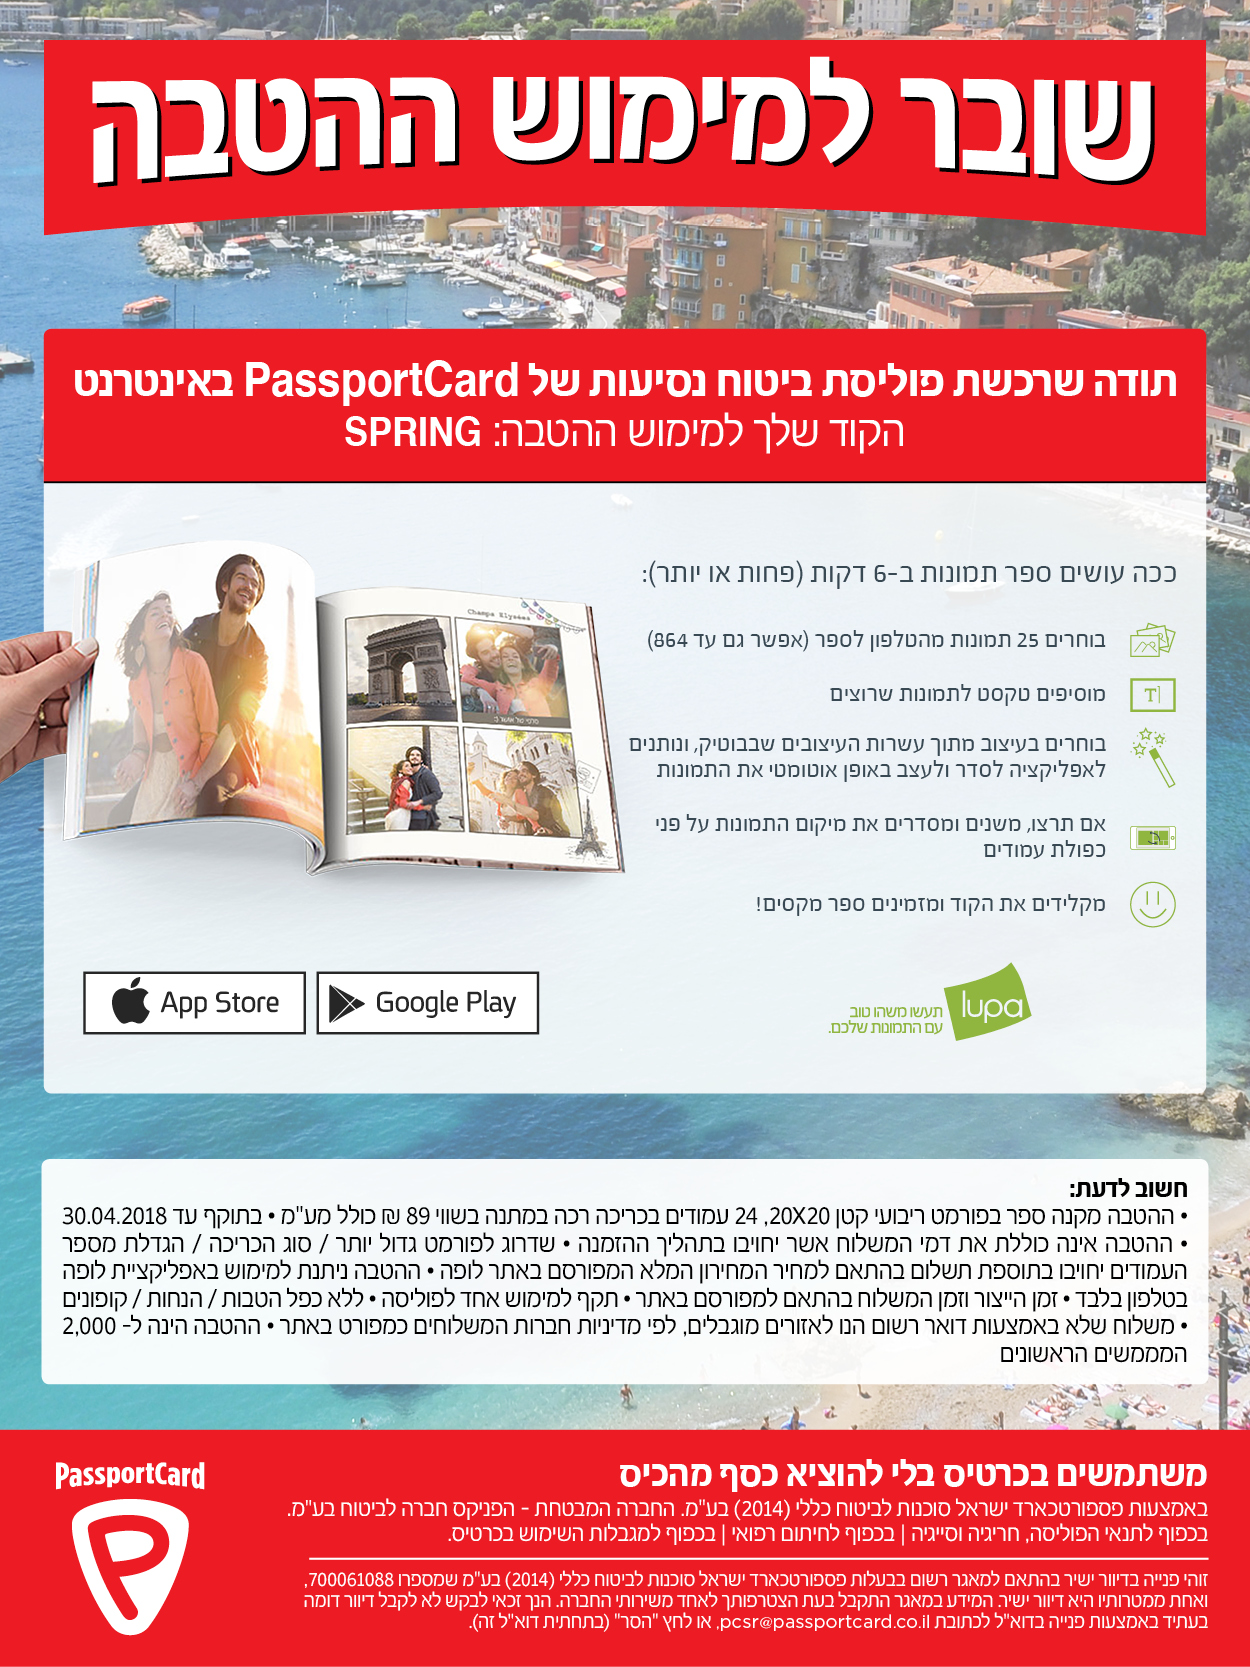 שובר למימוש ההטבה
תודה שרכשת פוליסת ביטוח נסיעות של PassportCard באינטרנט
הקוד שלך למימוש ההטבה: SPRING
ככה עושים ספר תמונות ב-6 דקות (פחות או יותר):
בוחרים 25 תמונות מהטלפון לספר (אפשר גם עד 864)
מוסיפים טקסט לתמונות שרוצים
בוחרים בעיצוב מתוך עשרות העיצובים שבבוטיק, ונותנים
לאפליקציה לסדר ולעצב באופן אוטומטי את התמונות
אם תרצו, משנים ומסדרים את מיקום התמונות על פני
כפולת עמודים
מקלידים את הקוד ומזמינים ספר מקסים!
Champs Elysees
T
App Store
Google Play
lupa
תעשו משהו טוב
עם התמונות שלכם.
חשוב לדעת:
• ההטבה מקנה ספר בפורמט ריבועי קטן 20X20, 24 עמודים בכריכה רכה במתנה בשווי 89 ₪ כולל מע"מ • בתוקף עד 30.04.2018
• ההטבה אינה כוללת את דמי המשלוח אשר יחויבו בתהליך ההזמנה • שדרוג לפורמט גדול יותר / סוג הכריכה / הגדלת מספר
העמודים יחויבו בתוספת תשלום בהתאם למחיר המחירון המלא המפורסם באתר לופה • ההטבה ניתנת למימוש באפליקציית לופה
בטלפון בלבד • זמן הייצור וזמן המשלוח בהתאם למפורסם באתר • תקף למימוש אחד לפוליסה • ללא כפל הטבות / הנחות / קופונים
• משלוח שלא באמצעות דואר רשום הנו לאזורים מוגבלים, לפי מדיניות חברות המשלוחים כמפורט באתר • ההטבה הינה ל- 2,000
המממשים הראשונים
PassportCard
משתמשים בכרטיס בלי להוציא כסף מהכיס
באמצעות פספורטכארד ישראל סוכנות לביטוח כללי (2014) בע"מ. החברה המבטחת - הפניקס חברה לביטוח בע"מ.
בכפוף לתנאי הפוליסה, חריגיה וסייגיה | בכפוף לחיתום רפואי | בכפוף למגבלות השימוש בכרטיס.
זוהי פנייה בדיוור ישיר בהתאם למאגר רשום בבעלות פספורטכארד ישראל סוכנות לביטוח כללי (2014) בע"מ שמספרו 700061088,
ואחת ממטרותיו היא דיוור ישיר. המידע במאגר התקבל בעת הצטרפותך לאחד משירותי החברה. הנך זכאי לבקש לא לקבל דיוור דומה
בעתיד באמצעות פנייה בדוא"ל לכתובת pcsr@passportcard.co.il, או לחץ "הסר" (בתחתית דוא"ל זה).